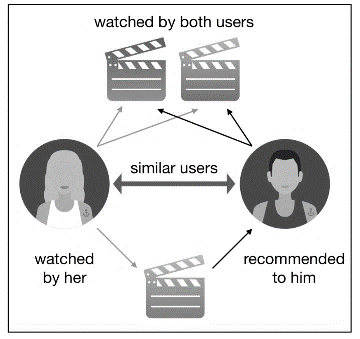 watched by both users
similar users
watched
by her
recommended
to him